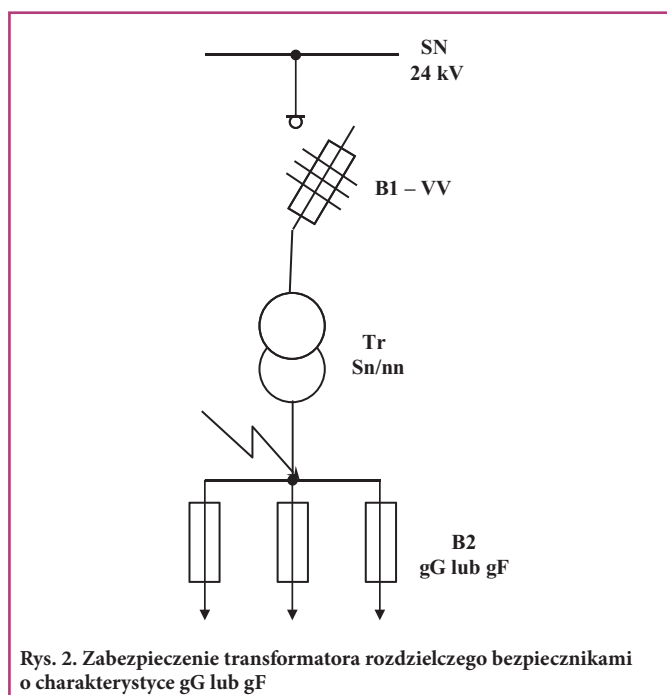 SN
24 kV
B1 – VV
Tr
Sn/nn
B2
gG lub gF
Rys. 2. Zabezpieczenie transformatora rozdzielczego bezpiecznikami
o charakterystyce gG lub gF